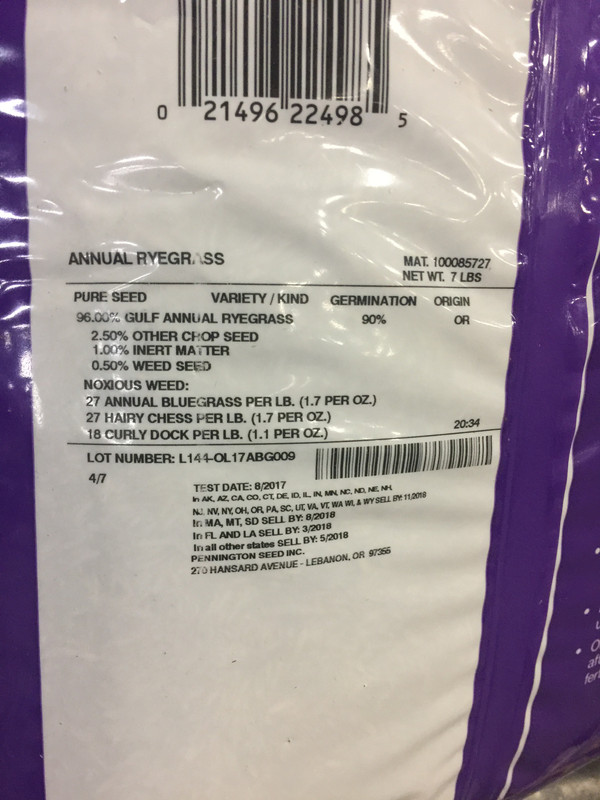 0 21496 22498 5
ANNUAL RYEGRASS MAT. 100085727
NET WT. 7 LBS
PURE SEED VARIETY / KIND GERMINATION ORIGIN
96.00% GULF ANNUAL RYEGRASS 90% OR
2.50% OTHER CROP SEED
1.00% INERT MATTER
0.50% WEED SEED
NOXIOUS WEED:
27 ANNUAL BLUEGRASS PER LB. (1.7 PER OZ.)
27 HAIRY CHESS PER LB. (1.7 PER OZ.)
18 CURLY DOCK PER LB. (1.1 PER OZ.) 20:34
LOT NUMBER: L144-OL17ABG009
4/7
TEST DATE: 8/2017
In AK, AZ, CA, CO, CT, DE, ID, IL, IN, MN, NC, ND, NE, NH,
NJ, NV, NY, OH, OR, PA, SC, UT, VA, VT, WA WI, & WY SELL BY: 11/2018
In MA, MT, SD SELL BY: 8/2018
In FL AND LA SELL BY: 3/2018
In all other states SELL BY: 5/2018
PENNINGTON SEED INC.
270 HANSARD AVENUE - LEBANON, OR 97355